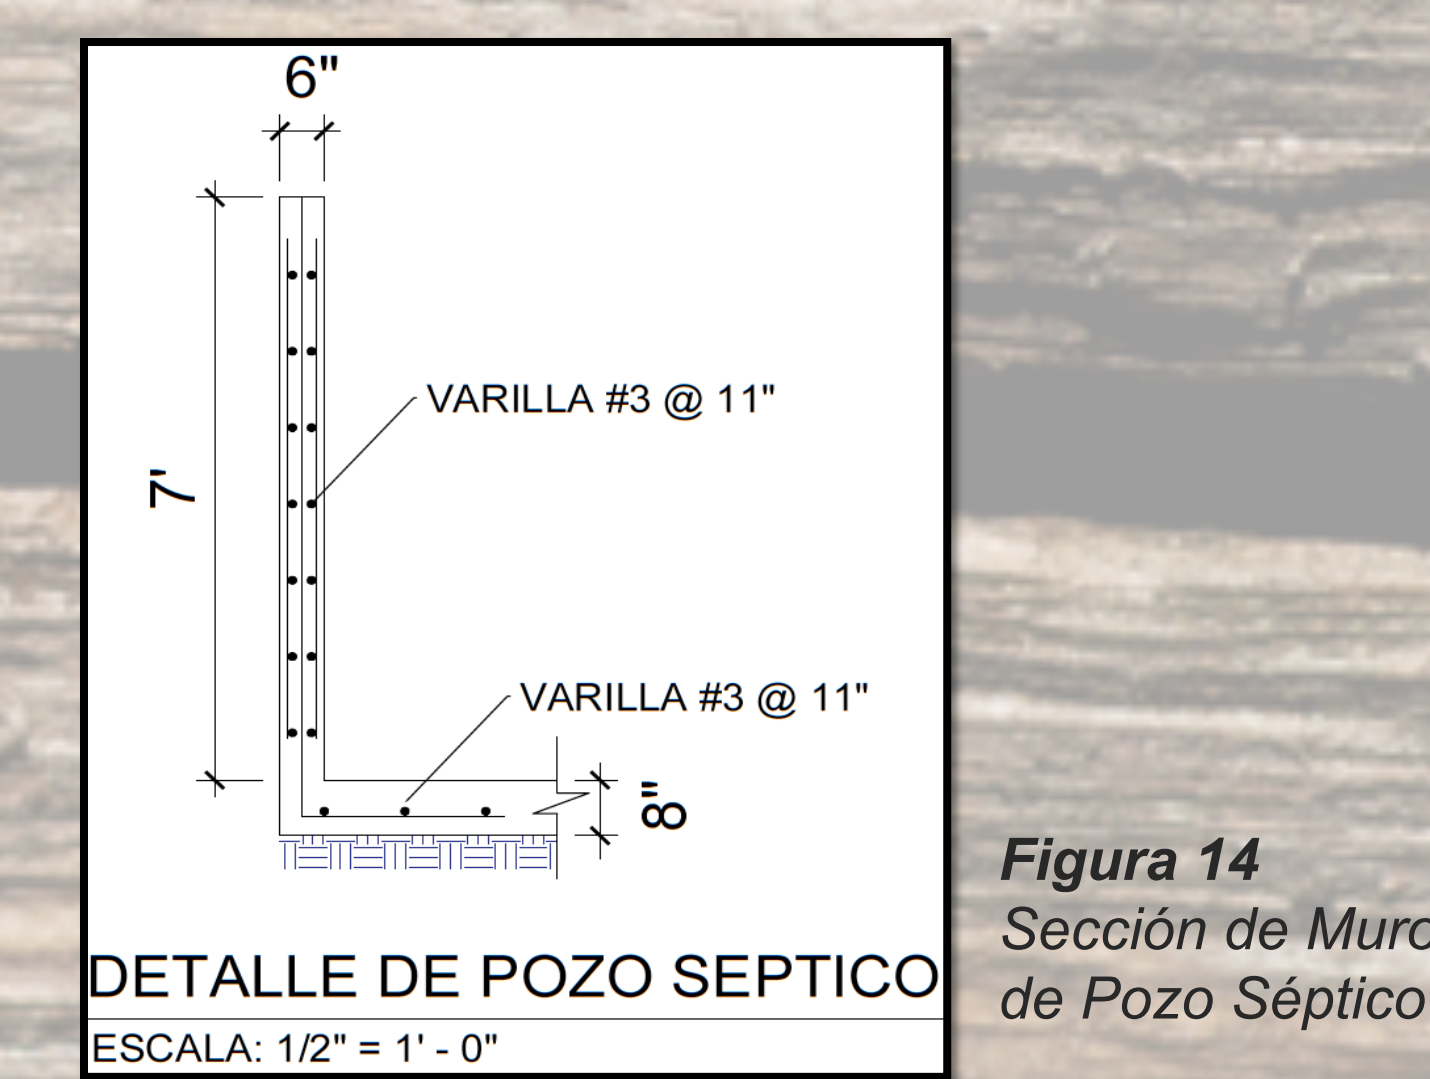 6"
7'
VARILLA #3 @ 11"
VARILLA #3 @ 11"
8"
DETALLE DE POZO SEPTICO
ESCALA: 1/2" = 1' - 0"
Figura 14
Sección de Muro
de Pozo Séptico